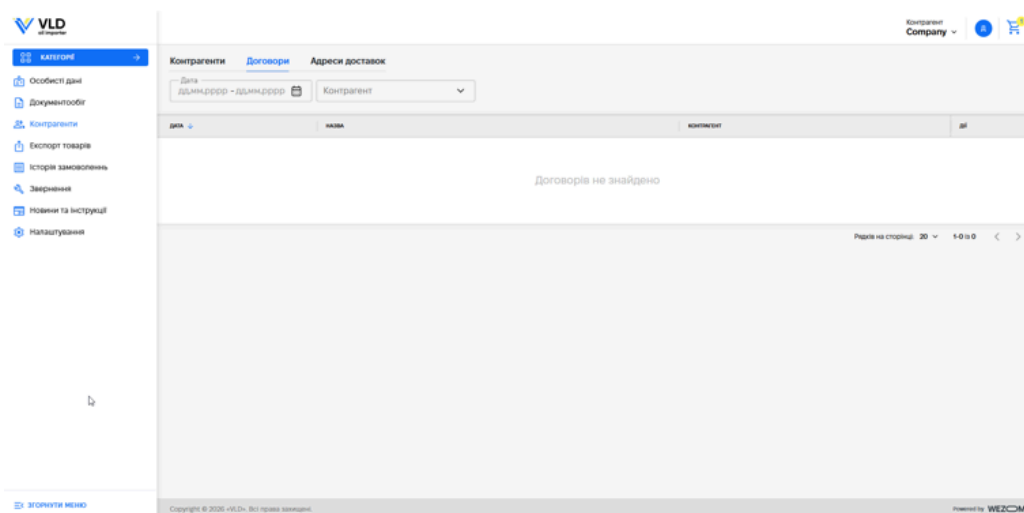 VLD
all importer
Контрагент
Company
КАТЕГОРІЇ
Особисті дані
Документообіг
Контрагенти
Експорт товарів
Історія замовленнь
Звернення
Новини та інструкції
Налаштування
ЗГОРНУТИ МЕНЮ
Контрагенти Договори Адреси доставок
Дата
дд.мм.рррр - дд.мм.рррр Контрагент
ДАТА НАЗВА КОНТРАГЕНТ ДІЇ
Договорів не знайдено
Рядків на сторінці: 20 1-0 із 0
Copyright © 2026 «VLD». Всі права захищені.
Powered by WEZOM